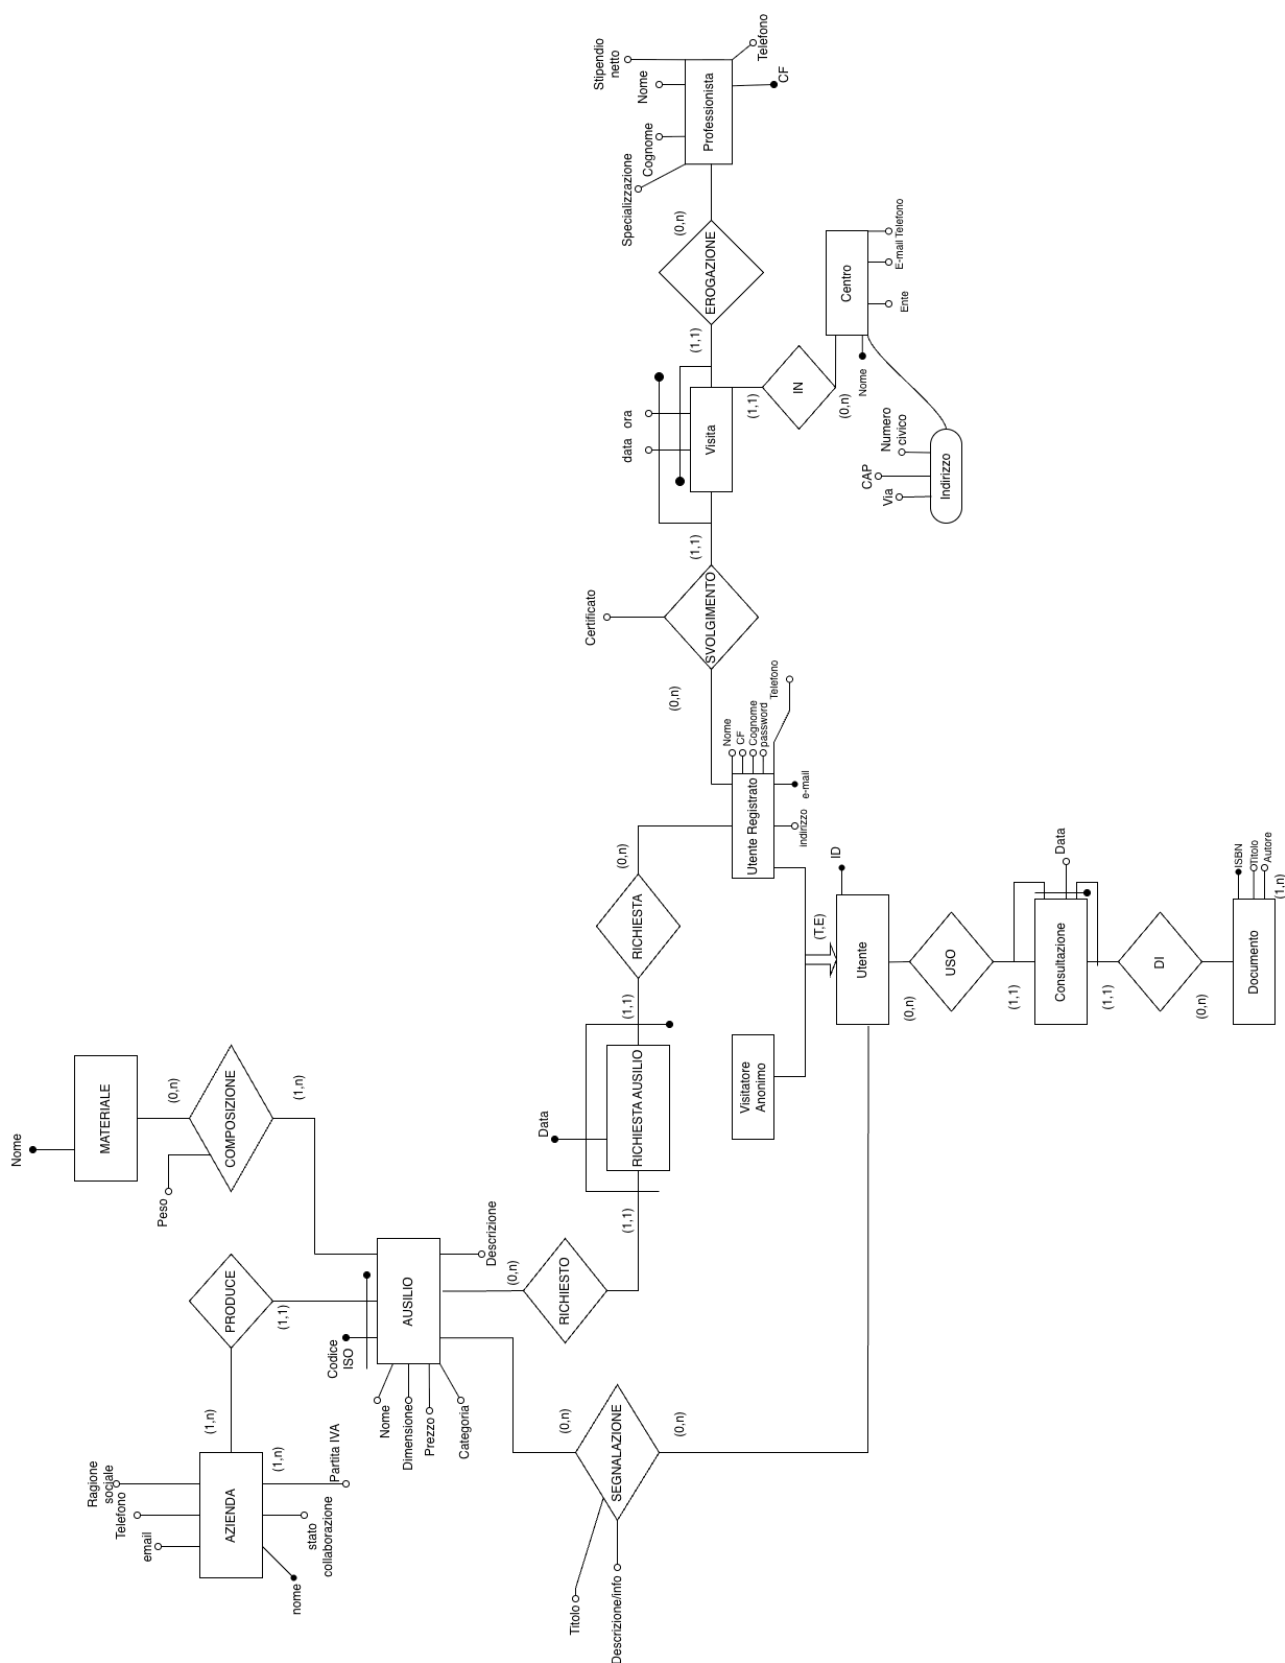 Stipendio
netto
Nome
Cognome
Specializzazione
Telefono
CF
Professionista
(0,n)
EROGAZIONE
(1,1)
Centro
E-mail
Telefono
Ente
Nome
(0,n)
IN
(1,1)
data
ora
Visita
Numero
civico
CAP
Via
Indirizzo
(1,1)
SVOLGIMENTO
Certificato
(0,n)
Nome
CF
Cognome
password
Telefono
Utente Registrato
e-mail
indirizzo
(0,n)
RICHIESTA
(1,1)
Data
RICHIESTA AUSILIO
(1,1)
RICHIESTO
(0,n)
ID
(T,E)
Utente
Visitatore
Anonimo
(0,n)
USO
(1,1)
Data
Consultazione
(1,1)
DI
(0,n)
ISBN
Titolo
Autore
(1,n)
Documento
Nome
MATERIALE
(0,n)
COMPOSIZIONE
(1,n)
Peso
PRODUCE
(1,1)
(1,n)
Codice
ISO
AUSILIO
Descrizione
Nome
Dimensione
Prezzo
Categoria
Ragione
sociale
Telefono
email
AZIENDA
(1,n)
Partita IVA
stato
collaborazione
nome
(0,n)
SEGNALAZIONE
(0,n)
Titolo
Descrizione/info